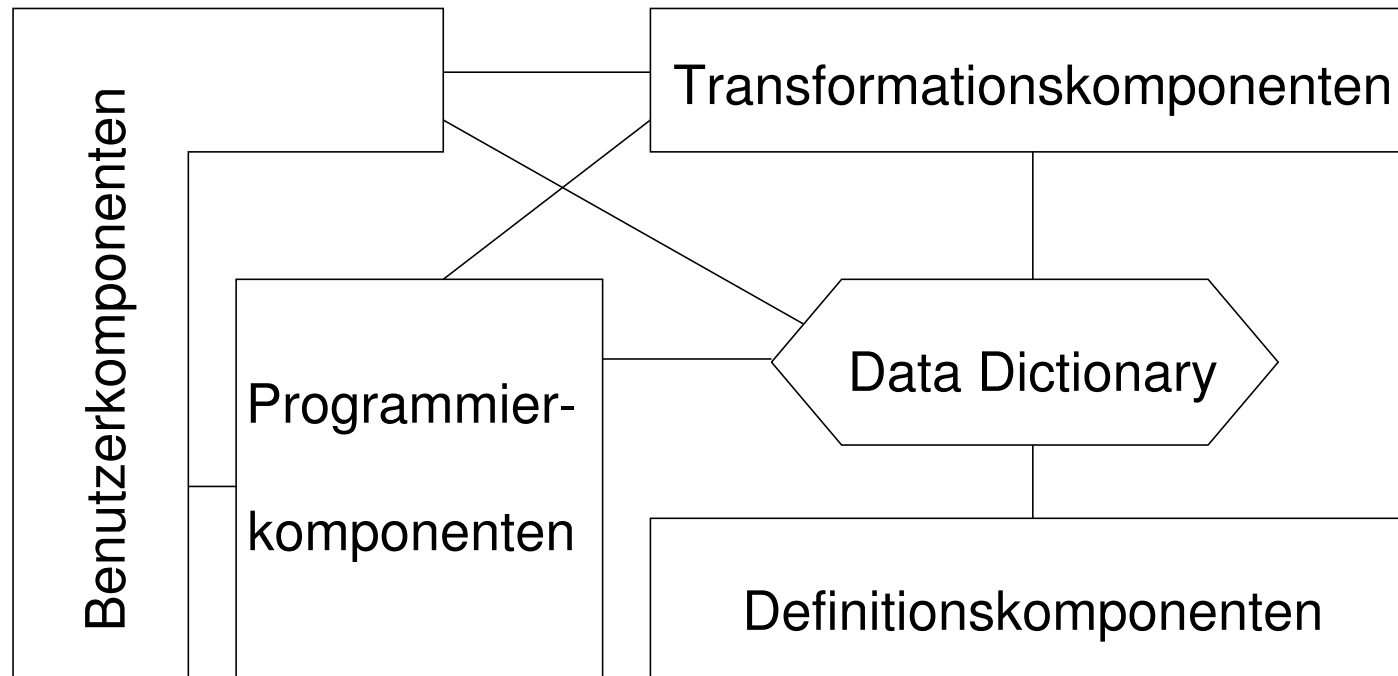 Benutzerkomponenten
Transformationskomponenten
Programmier-
komponenten
Data Dictionary
Definitionskomponenten